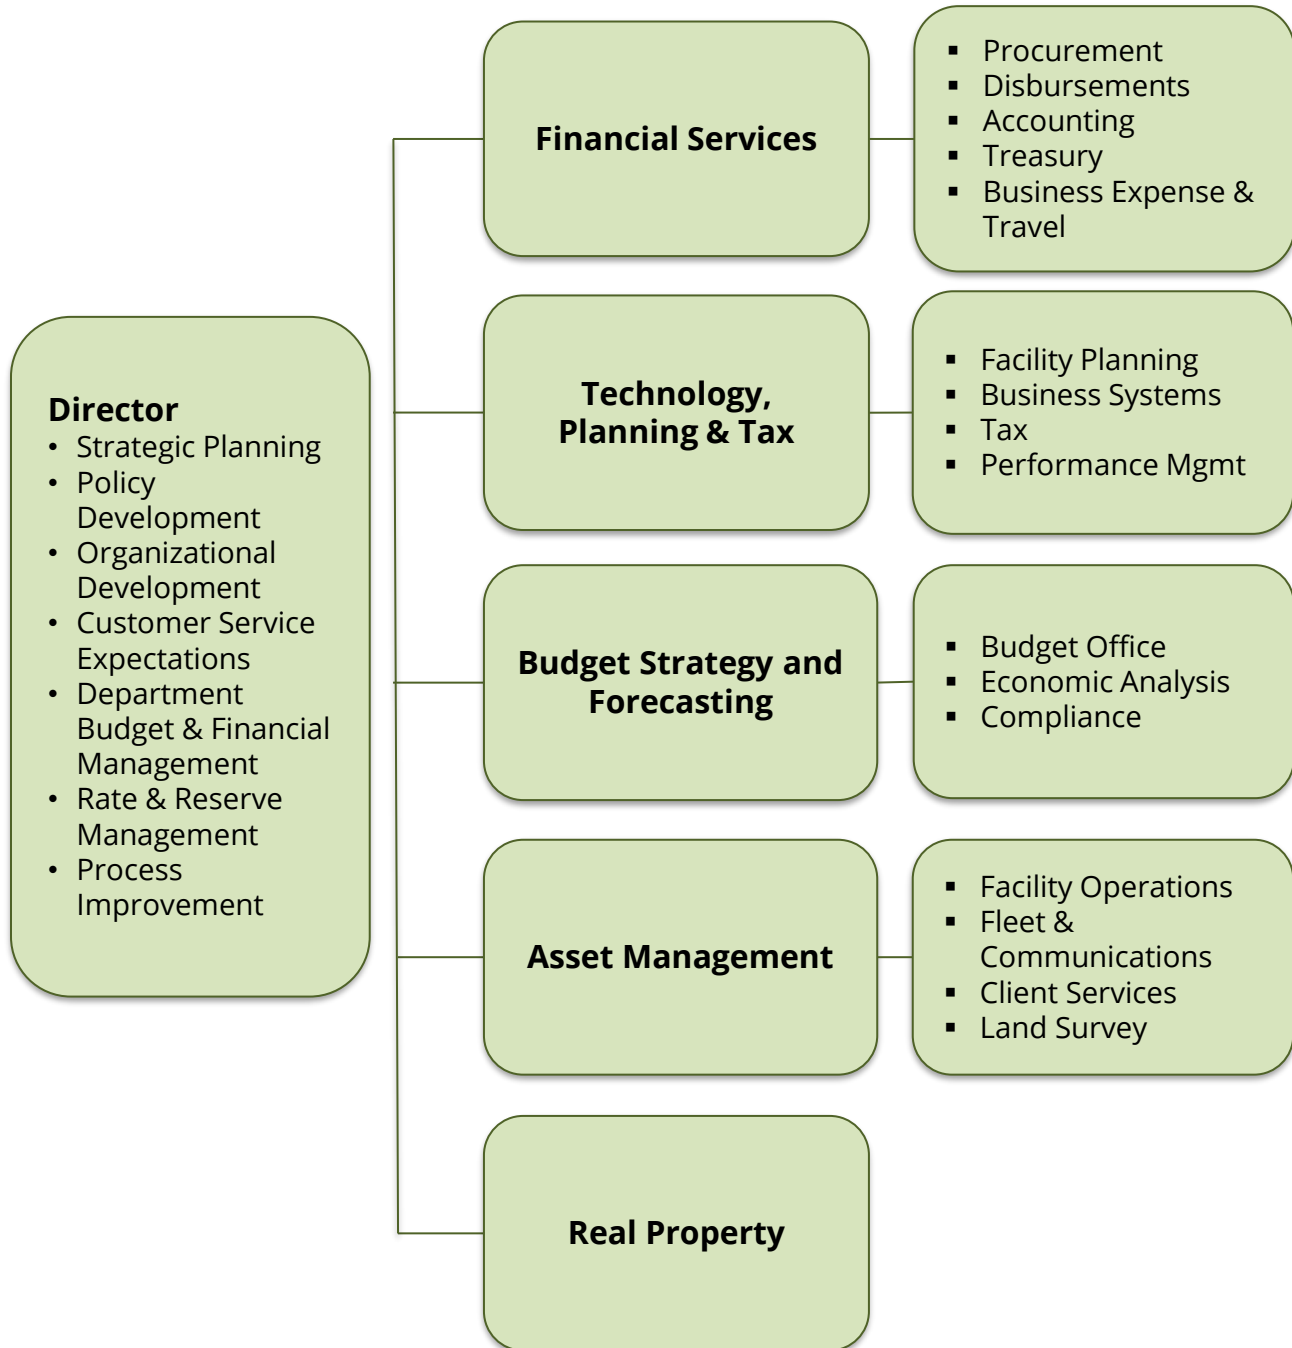 Director
• Strategic Planning
• Policy
Development
• Organizational
Development
• Customer Service
Expectations
• Department
Budget & Financial
Management
• Rate & Reserve
Management
• Process
Improvement
Financial Services
▪ Procurement
▪ Disbursements
▪ Accounting
▪ Treasury
▪ Business Expense &
Travel
Technology,
Planning & Tax
▪ Facility Planning
▪ Business Systems
▪ Tax
▪ Performance Mgmt
Budget Strategy and
Forecasting
▪ Budget Office
▪ Economic Analysis
▪ Compliance
Asset Management
▪ Facility Operations
▪ Fleet &
Communications
▪ Client Services
▪ Land Survey
Real Property